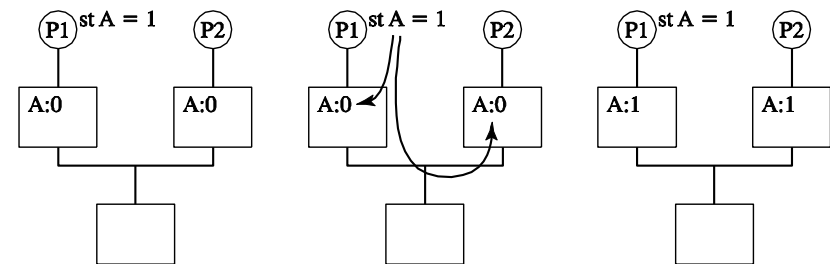 P1 st A = 1 P2
A:0 A:0
P1 st A = 1 P2
A:0 A:0
P1 st A = 1 P2
A:1 A:1